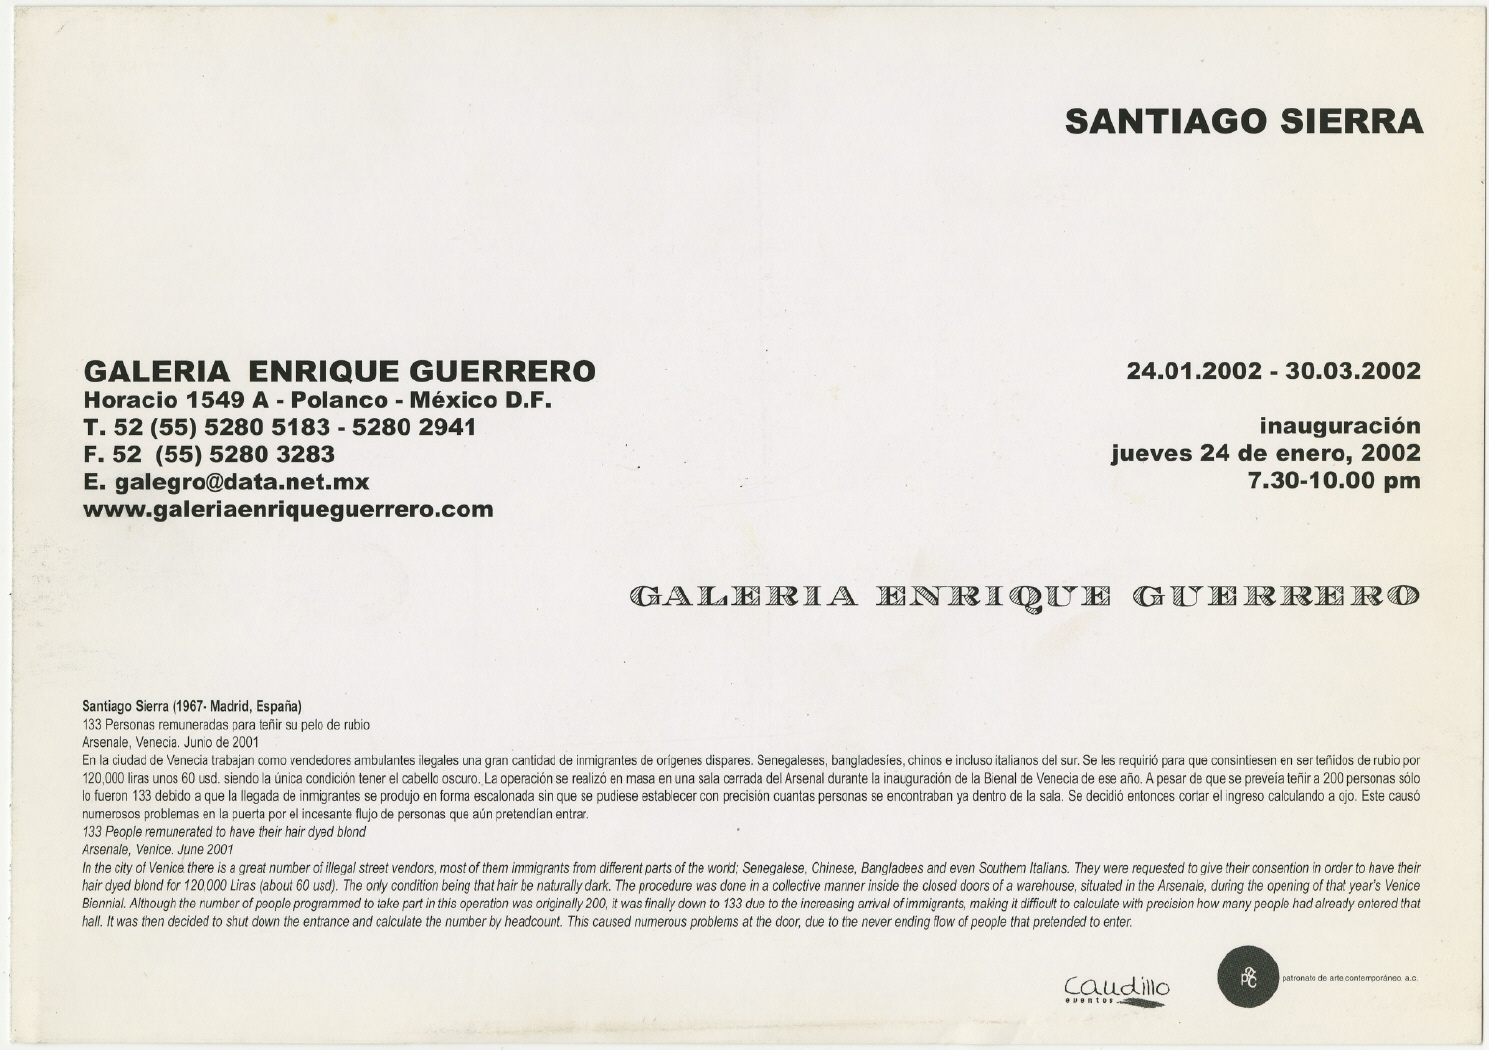 SANTIAGO SIERRA
GALERIA ENRIQUE GUERRERO
Horacio 1549 A - Polanco - México D.F.
T. 52 (55) 5280 5183 - 5280 2941
F. 52 (55) 5280 3283
E. galegro@data.net.mx
www.galeriaenriqueguerrero.com
24.01.2002 - 30.03.2002
inauguración
jueves 24 de enero, 2002
7.30-10.00 pm
GALERIA ENRIQUE GUERRERO
Santiago Sierra (1967- Madrid, España)
133 Personas remuneradas para teñir su pelo de rubio
Arsenale, Venecia. Junio de 2001
En la ciudad de Venecia trabajan como vendedores ambulantes ilegales una gran cantidad de inmigrantes de orígenes dispares. Senegaleses, bangladesíes, chinos e incluso italianos del sur. Se les requirió para que consintiesen en ser teñidos de rubio por
120,000 liras unos 60 usd. siendo la única condición tener el cabello oscuro. La operación se realizó en masa en una sala cerrada del Arsenal durante la inauguración de la Bienal de Venecia de ese año. A pesar de que se preveía teñir a 200 personas sólo
lo fueron 133 debido a que la llegada de inmigrantes se produjo en forma escalonada sin que se pudiese establecer con precisión cuantas personas se encontraban ya dentro de la sala. Se decidió entonces cortar el ingreso calculando a ojo. Este causó
numerosos problemas en la puerta por el incesante flujo de personas que aún pretendían entrar.
133 People remunerated to have their hair dyed blond
Arsenale, Venice. June 2001
In the city of Venice there is a great number of illegal street vendors, most of them immigrants from different parts of the world; Senegalese, Chinese, Bangladees and even Southern Italians. They were requested to give their consention in order to have their
hair dyed blond for 120,000 Liras (about 60 usd). The only condition being that hair be naturally dark. The procedure was done in a collective manner inside the closed doors of a warehouse, situated in the Arsenale, during the opening of that year's Venice
Biennial. Although the number of people programmed to take part in this operation was originally 200, it was finally down to 133 due to the increasing arrival of immigrants, making it difficult to calculate with precision how many people had already entered that
hall. It was then decided to shut down the entrance and calculate the number by headcount. This caused numerous problems at the door, due to the never ending flow of people that pretended to enter.
caudillo
eventos
pac
patronato de arte contemporáneo, a.c.